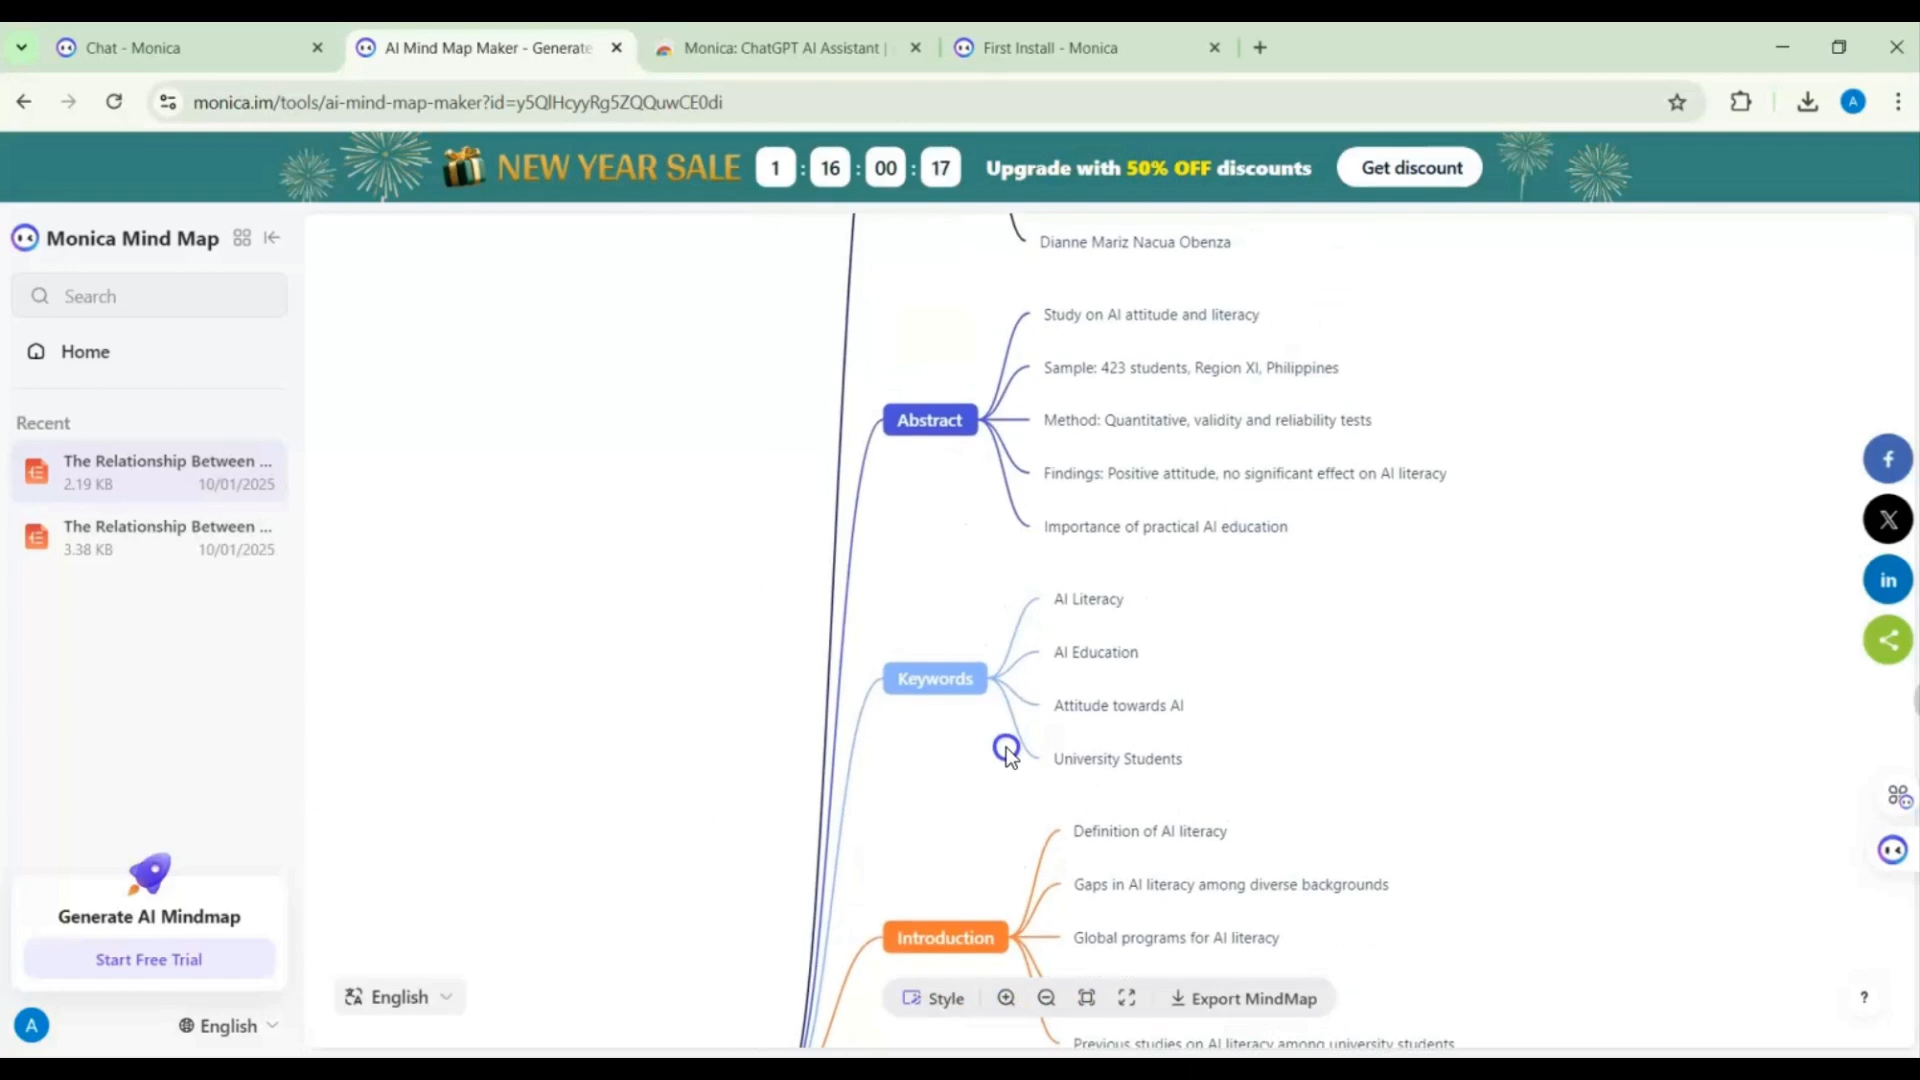 Chat - Monica
AI Mind Map Maker - Generate
Monica: ChatGPT AI Assistant |
First Install - Monica
monica.im/tools/ai-mind-map-maker?id=y5QlHcyyRg5ZQQuwCE0di
A
NEW YEAR SALE 1 : 16 : 00 : 17 Upgrade with 50% OFF discounts Get discount
Monica Mind Map
Search
Home
Recent
The Relationship Between ...
2.19 KB 10/01/2025
The Relationship Between ...
3.38 KB 10/01/2025
Generate AI Mindmap
Start Free Trial
A English
Dianne Mariz Nacua Obenza
Abstract
Study on AI attitude and literacy
Sample: 423 students, Region XI, Philippines
Method: Quantitative, validity and reliability tests
Findings: Positive attitude, no significant effect on AI literacy
Importance of practical AI education
Keywords
AI Literacy
AI Education
Attitude towards AI
University Students
Introduction
Definition of AI literacy
Gaps in AI literacy among diverse backgrounds
Global programs for AI literacy
Previous studies on AI literacy among university students
English
Style
Export MindMap
f
X
in
?